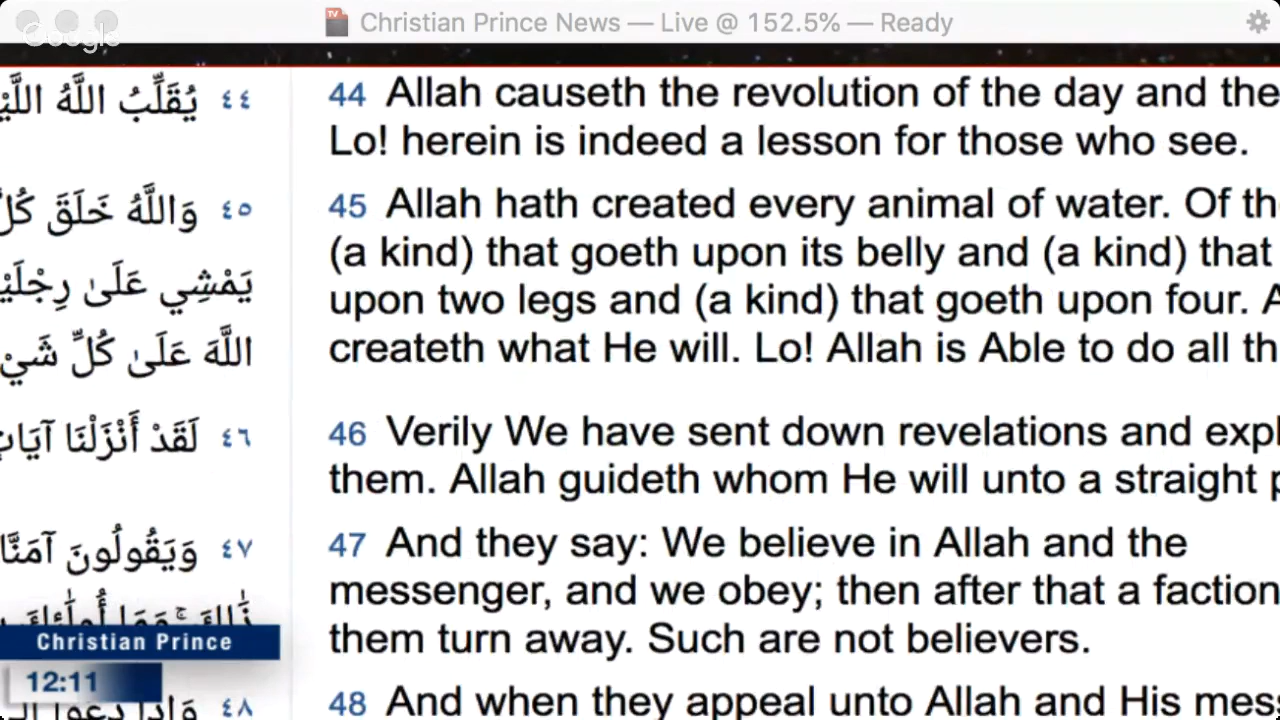 Christian Prince News — Live @ 152.5% — Ready
Google
٤٤ يُقَلِّبُ اللَّهُ
44 Allah causeth the revolution of the day and the
Lo! herein is indeed a lesson for those who see.
٤٥ وَاللَّهُ خَلَقَ
يَمْشِي عَلَىٰ
اللَّهَ عَلَىٰ كُلِّ
45 Allah hath created every animal of water. Of
(a kind) that goeth upon its belly and (a kind) that
upon two legs and (a kind) that goeth upon four.
createth what He will. Lo! Allah is Able to do all
٤٦ لَقَدْ أَنْزَلْنَا
46 Verily We have sent down revelations and
them. Allah guideth whom He will unto a straight
٤٧ وَيَقُولُونَ آمَنَّا
47 And they say: We believe in Allah and the
messenger, and we obey; then after that a faction
them turn away. Such are not believers.
Christian Prince
12:11
٤٨
48 And when they appeal unto Allah and His